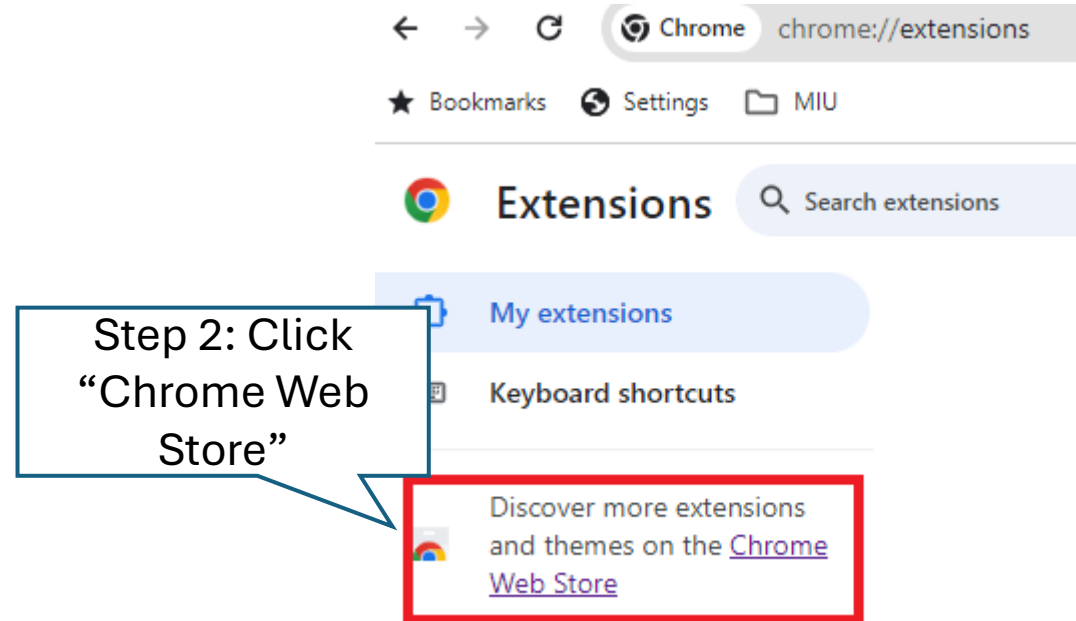 Chrome chrome://extensions
Bookmarks Settings MIU
Extensions Search extensions
My extensions
Step 2: Click
“Chrome Web
Store”
Keyboard shortcuts
Discover more extensions
and themes on the Chrome
Web Store